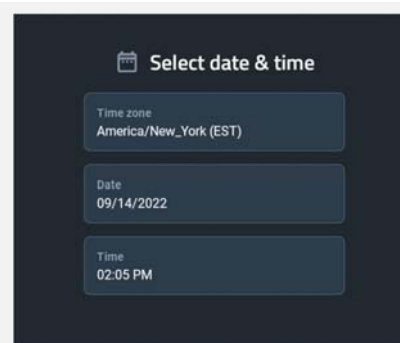 Select date & time
Time zone
America/New_York (EST)
Date
09/14/2022
Time
02:05 PM